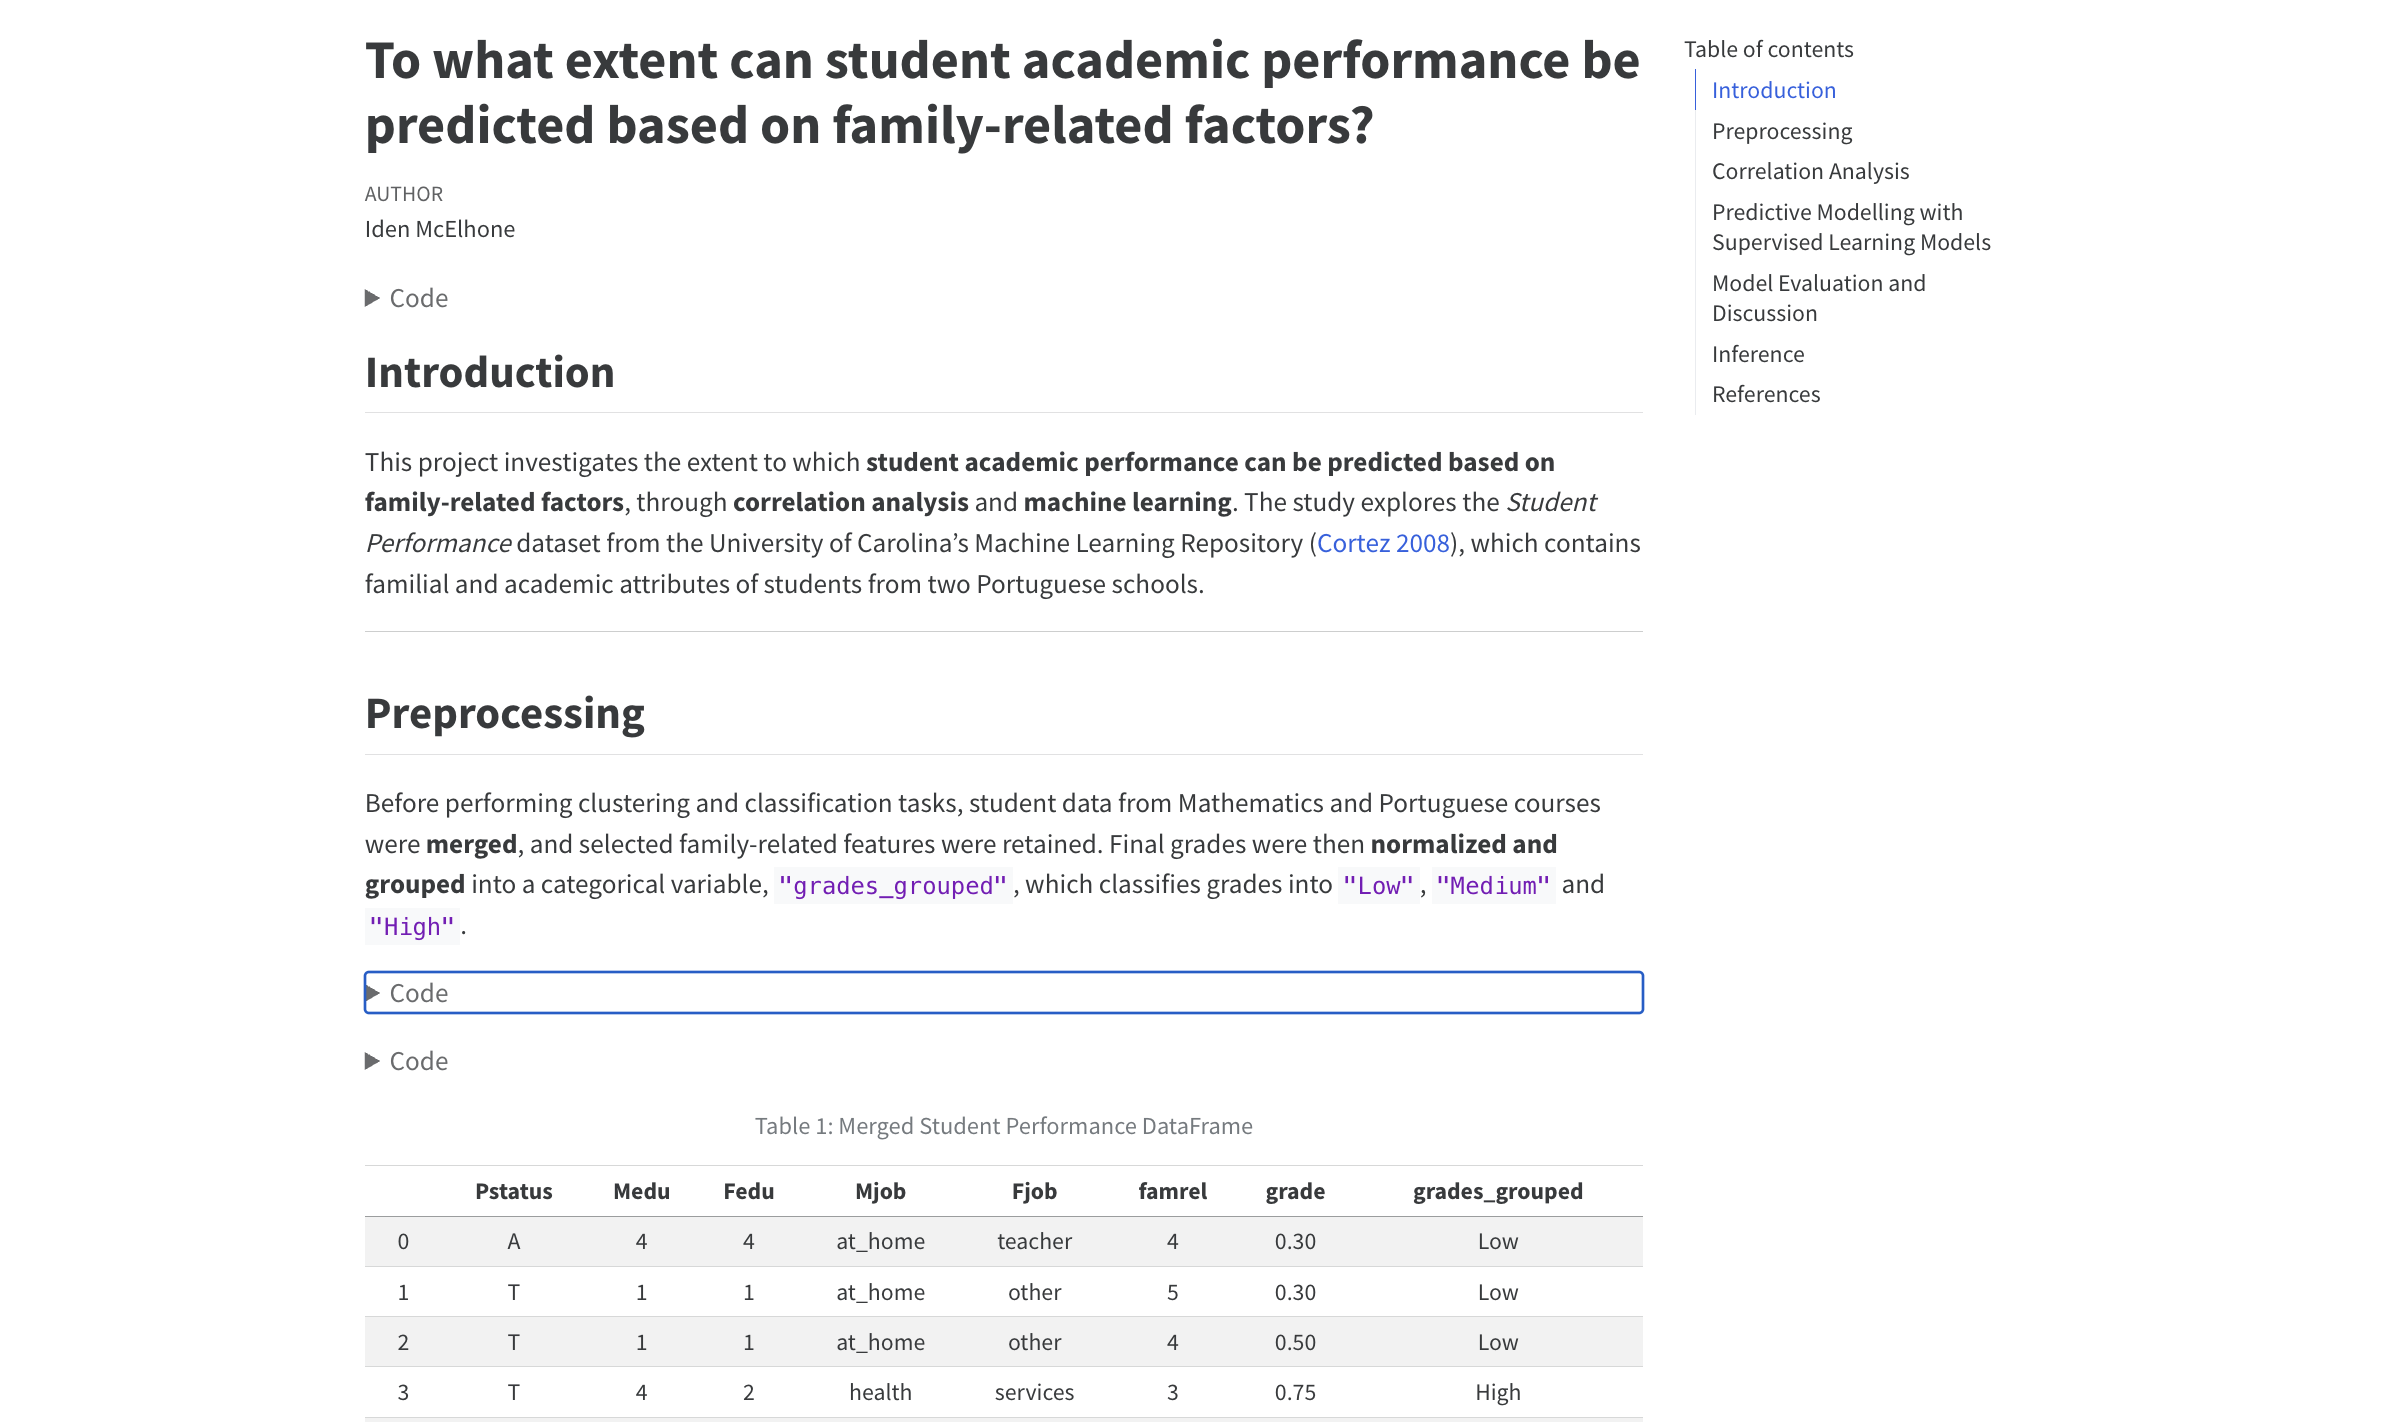 To what extent can student academic performance be
predicted based on family-related factors?
AUTHOR
Iden McElhone
Code
Introduction
This project investigates the extent to which student academic performance can be predicted based on
family-related factors, through correlation analysis and machine learning. The study explores the Student
Performance dataset from the University of Carolina’s Machine Learning Repository (Cortez 2008), which contains
familial and academic attributes of students from two Portuguese schools.
Preprocessing
Before performing clustering and classification tasks, student data from Mathematics and Portuguese courses
were merged, and selected family-related features were retained. Final grades were then normalized and
grouped into a categorical variable, "grades_grouped", which classifies grades into "Low", "Medium" and
"High".
Code
Code
Table 1: Merged Student Performance DataFrame
Pstatus Medu Fedu Mjob Fjob famrel grade grades_grouped
0 A 4 4 at_home teacher 4 0.30 Low
1 T 1 1 at_home other 5 0.30 Low
2 T 1 1 at_home other 4 0.50 Low
3 T 4 2 health services 3 0.75 High
Table of contents
Introduction
Preprocessing
Correlation Analysis
Predictive Modelling with
Supervised Learning Models
Model Evaluation and
Discussion
Inference
References